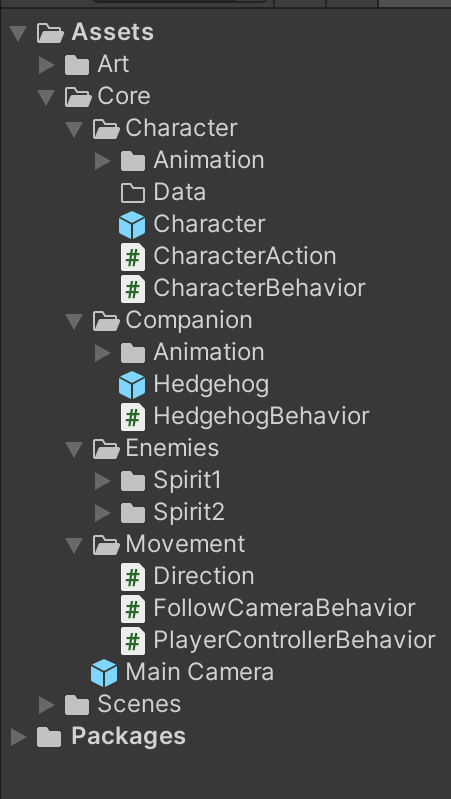 Assets
Art
Core
Character
Animation
Data
Character
CharacterAction
CharacterBehavior
Companion
Animation
Hedgehog
HedgehogBehavior
Enemies
Spirit1
Spirit2
Movement
Direction
FollowCameraBehavior
PlayerControllerBehavior
Main Camera
Scenes
Packages